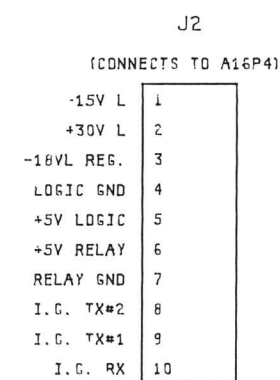 J2
(CONNECTS TO A16P4)
-15V L 1
+30V L 2
-18VL REG. 3
LOGIC GND 4
+5V LOGIC 5
+5V RELAY 6
RELAY GND 7
I.C. TX#2 8
I.C. TX#1 9
I.C. RX 10